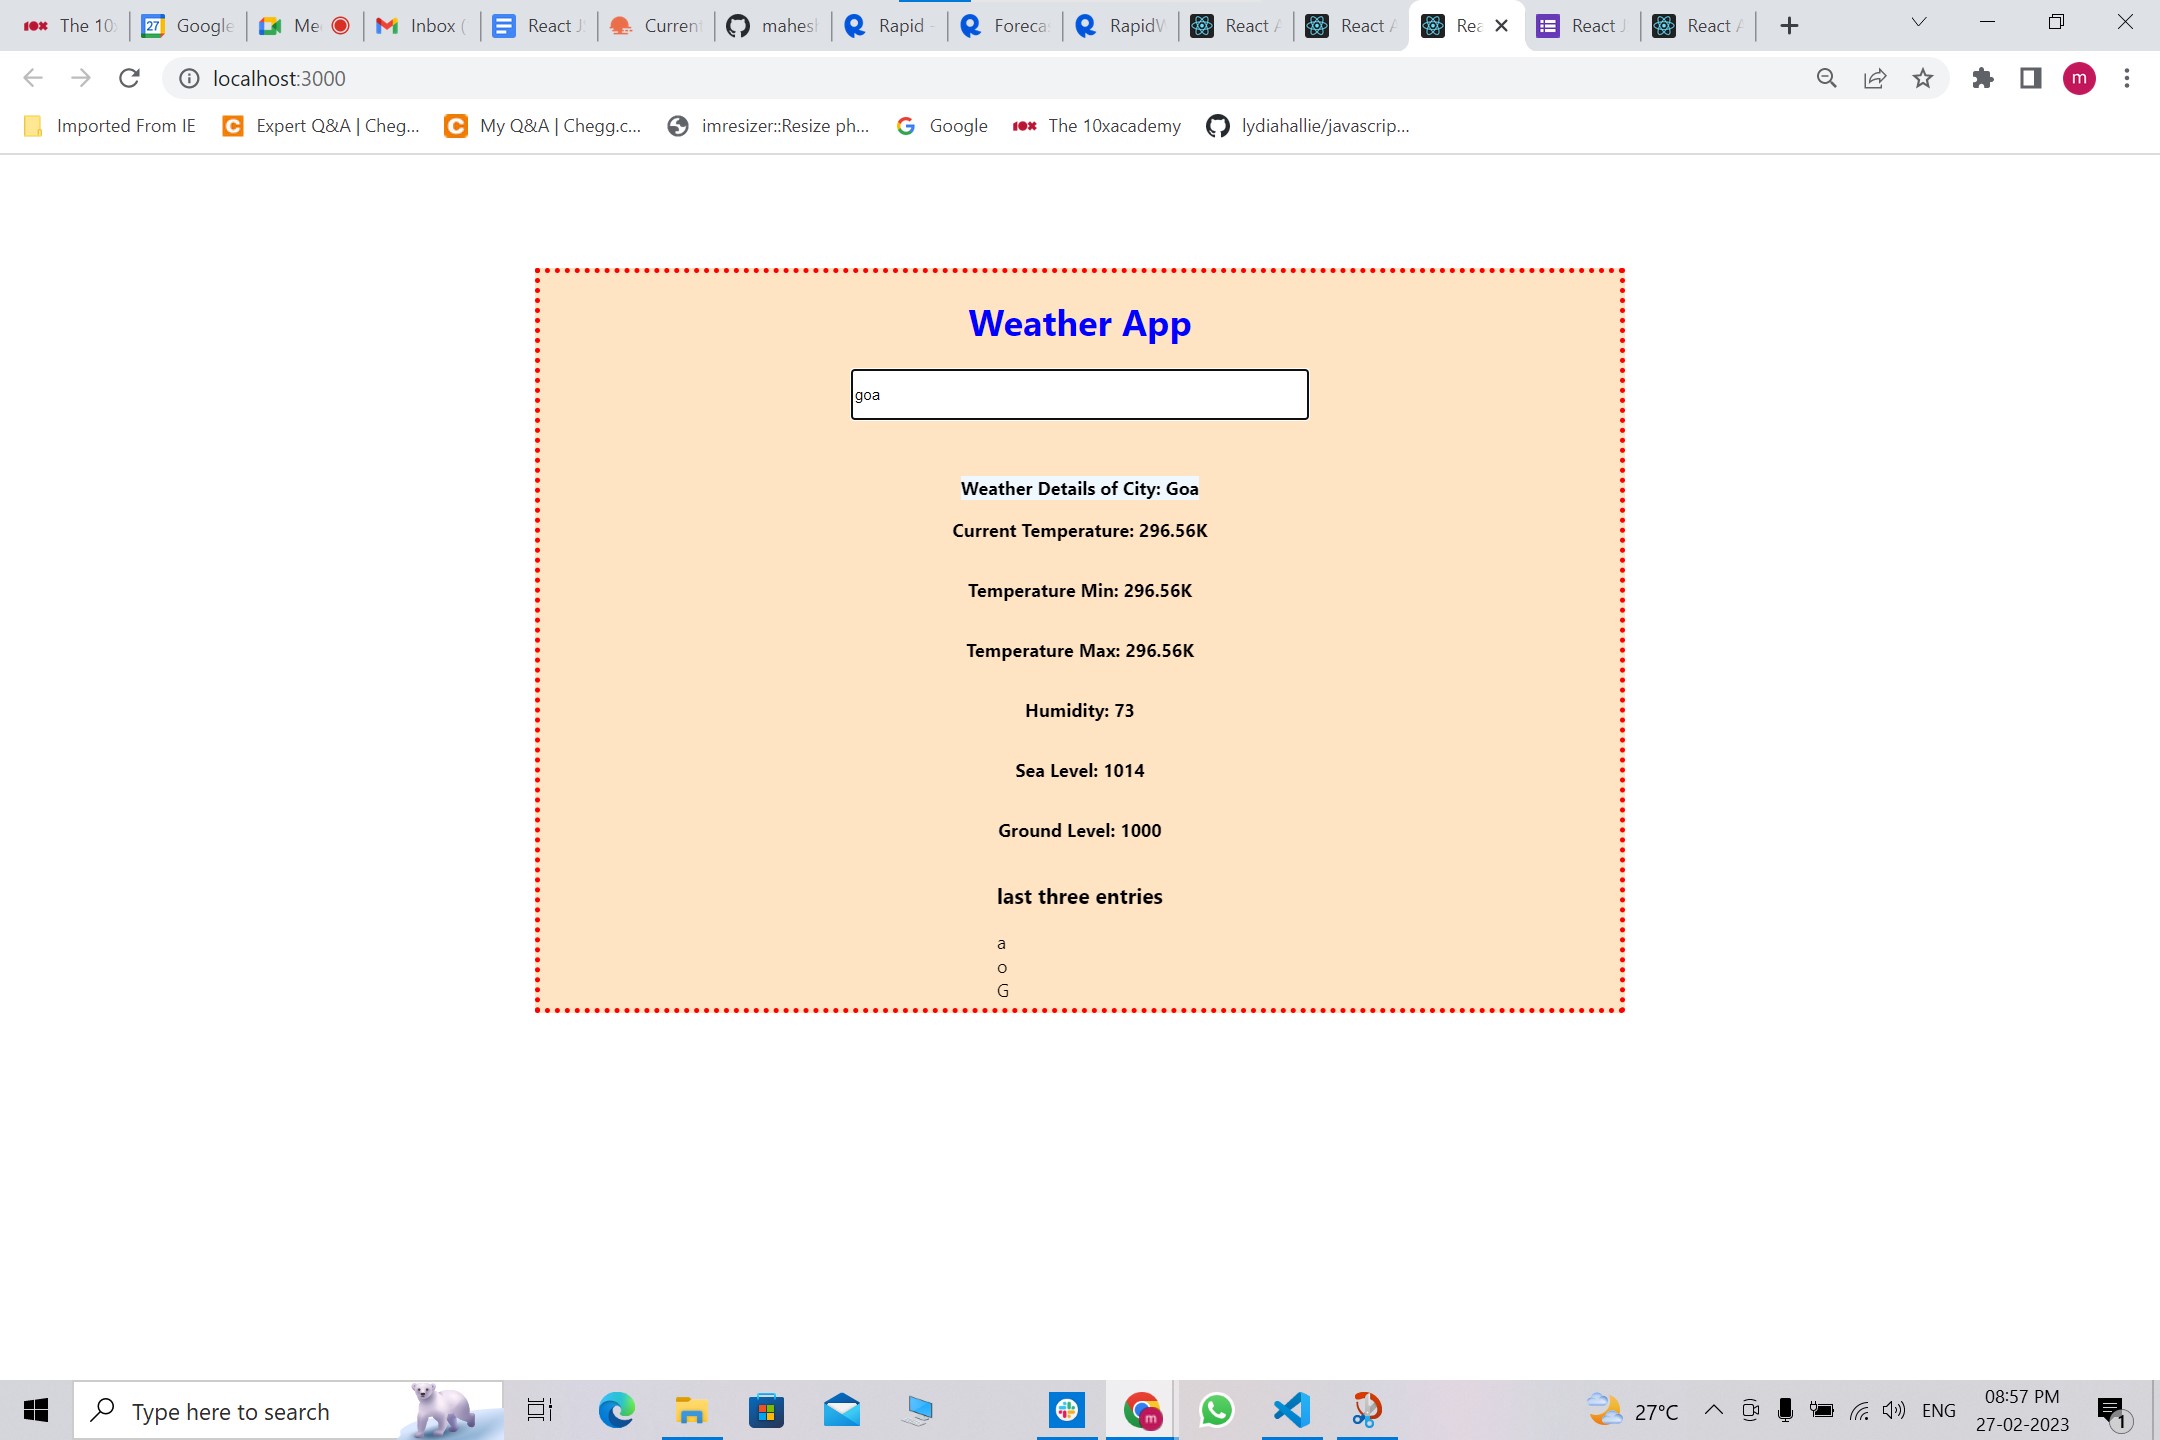 The 10 Google Me Inbox ( React J Current mahesh Rapid - Foreca RapidW React A React A Rea React J React A
localhost:3000
m
Imported From IE Expert Q&A | Cheg... My Q&A | Chegg.c... imresizer::Resize ph... Google The 10xacademy lydiahallie/javascrip...
Weather App
goa
Weather Details of City: Goa
Current Temperature: 296.56K
Temperature Min: 296.56K
Temperature Max: 296.56K
Humidity: 73
Sea Level: 1014
Ground Level: 1000
last three entries
a
o
G
Type here to search 27°C ENG 08:57 PM
27-02-2023 1